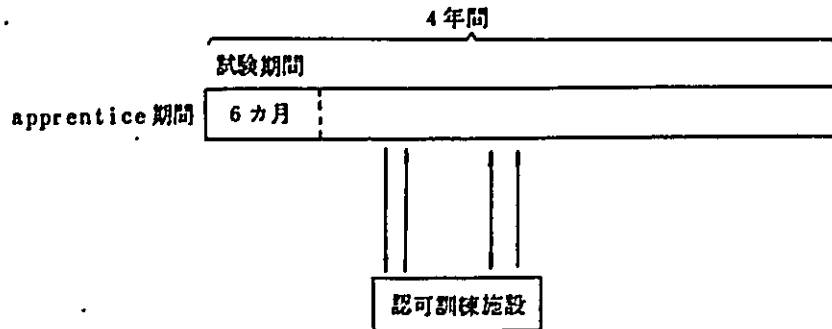 4年間
試験期間
apprentice期間
6カ月
認可訓練施設